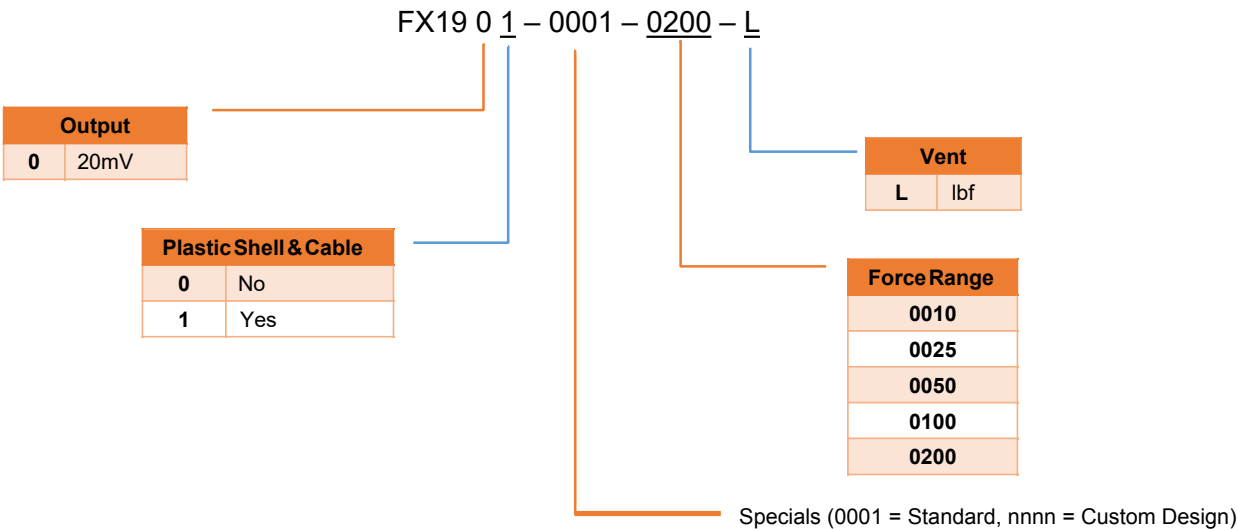 FX19 0 1 – 0001 – 0200 – L
Output
0 20mV
Vent
L lbf
Plastic Shell & Cable
0 No
1 Yes
Force Range
0010
0025
0050
0100
0200
Specials (0001 = Standard, nnnn = Custom Design)